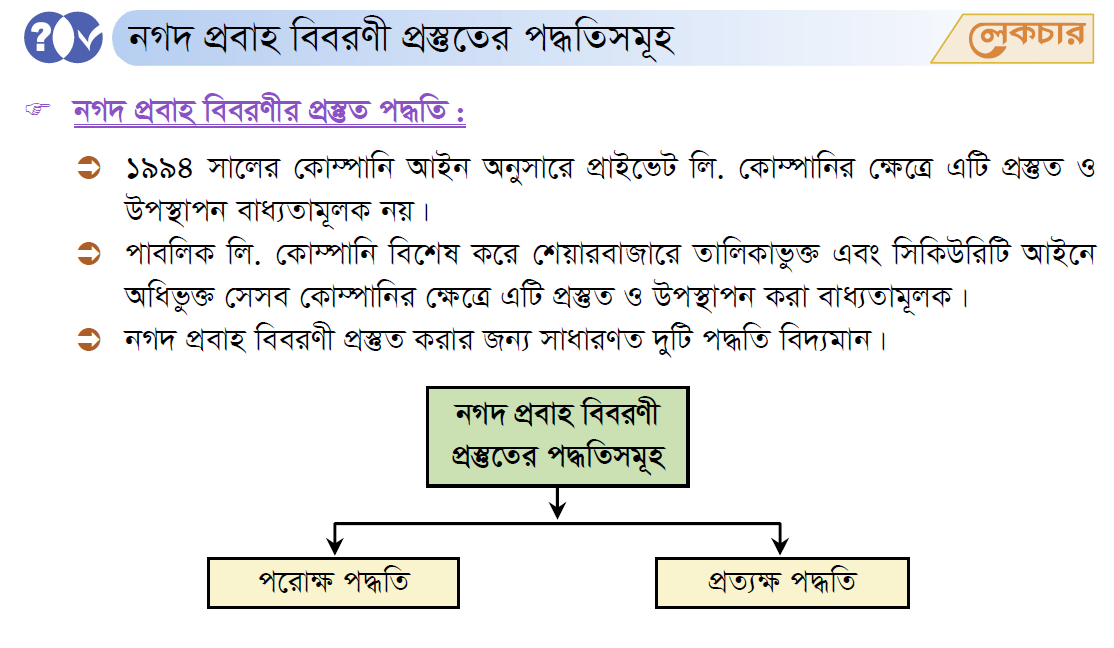 নগদ প্রবাহ বিবরণী প্রস্তুতের পদ্ধতিসমূহ
লেকচার
নগদ প্রবাহ বিবরণীর প্রস্তুত পদ্ধতি :
১৯৯৪ সালের কোম্পানি আইন অনুসারে প্রাইভেট লি. কোম্পানির ক্ষেত্রে এটি প্রস্তুত ও
উপস্থাপন বাধ্যতামূলক নয়।
পাবলিক লি. কোম্পানি বিশেষ করে শেয়ারবাজারে তালিকাভুক্ত এবং সিকিউরিটি আইনে
অধিভুক্ত সেসব কোম্পানির ক্ষেত্রে এটি প্রস্তুত ও উপস্থাপন করা বাধ্যতামূলক।
নগদ প্রবাহ বিবরণী প্রস্তুত করার জন্য সাধারণত দুটি পদ্ধতি বিদ্যমান।
নগদ প্রবাহ বিবরণী
প্রস্তুতের পদ্ধতিসমূহ
পরোক্ষ পদ্ধতি
প্রত্যক্ষ পদ্ধতি